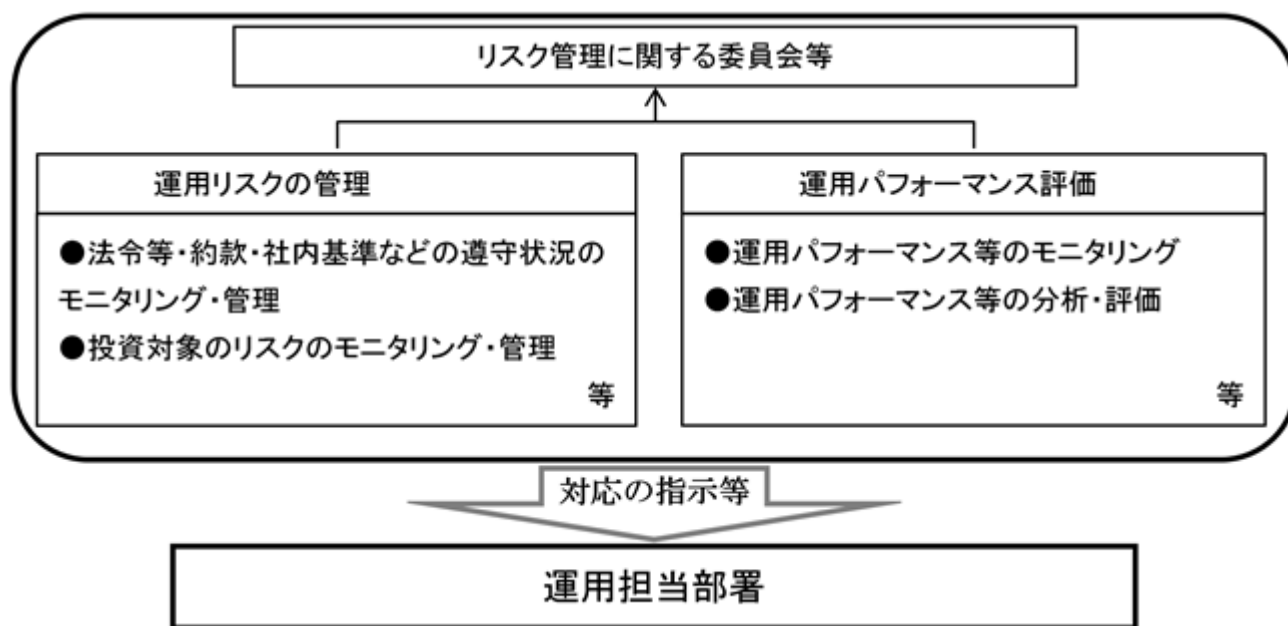 リスク管理に関する委員会等
運用リスクの管理
●法令等・約款・社内基準などの遵守状況の
モニタリング・管理
●投資対象のリスクのモニタリング・管理
等
運用パフォーマンス評価
●運用パフォーマンス等のモニタリング
●運用パフォーマンス等の分析・評価
等
対応の指示等
運用担当部署